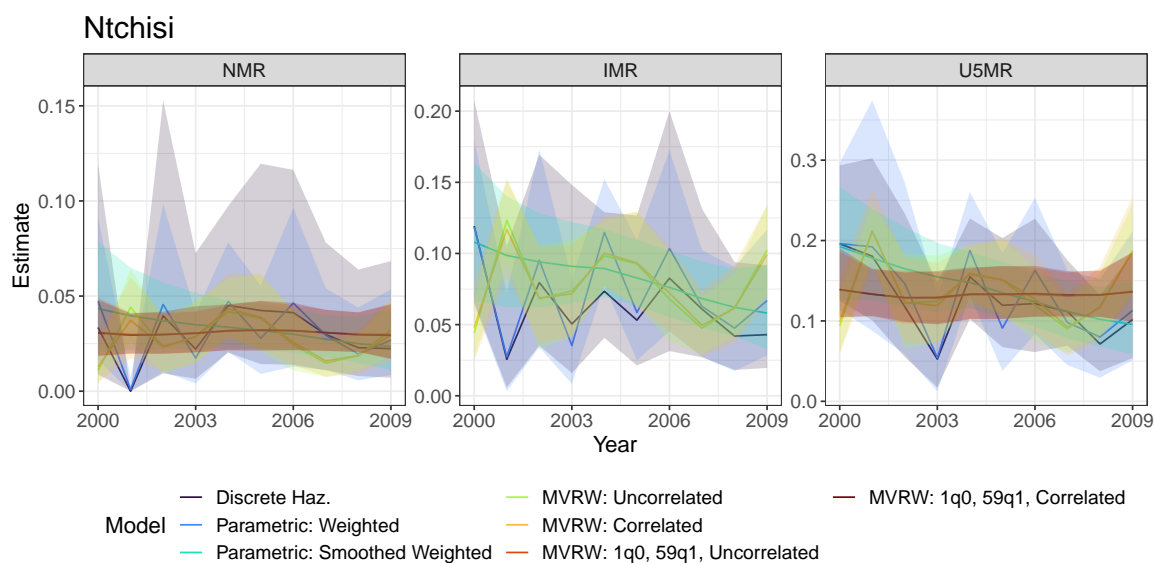 Ntchisi
NMR IMR U5MR
Estimate
0.15
0.10
0.05
0.00
0.20
0.15
0.10
0.05
0.00
0.3
0.2
0.1
0.0
2000 2003 2006 2009 2000 2003 2006 2009 2000 2003 2006 2009
Year
Model
Discrete Haz. MVRW: Uncorrelated MVRW: 1q0, 59q1, Correlated
Parametric: Weighted MVRW: Correlated
Parametric: Smoothed Weighted MVRW: 1q0, 59q1, Uncorrelated